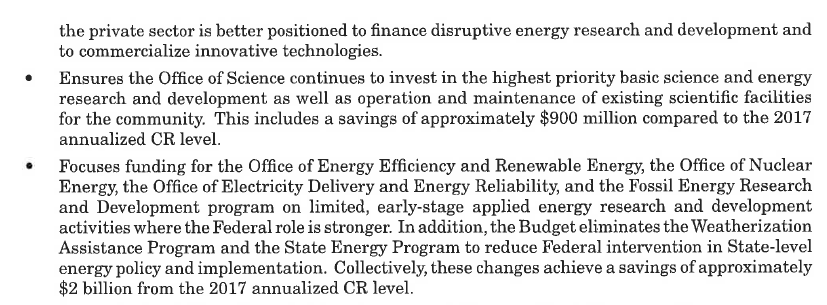 the private sector is better positioned to finance disruptive energy research and development and
to commercialize innovative technologies.
• Ensures the Office of Science continues to invest in the highest priority basic science and energy
research and development as well as operation and maintenance of existing scientific facilities
for the community. This includes a savings of approximately $900 million compared to the 2017
annualized CR level.
• Focuses funding for the Office of Energy Efficiency and Renewable Energy, the Office of Nuclear
Energy, the Office of Electricity Delivery and Energy Reliability, and the Fossil Energy Research
and Development program on limited, early-stage applied energy research and development
activities where the Federal role is stronger. In addition, the Budget eliminates the Weatherization
Assistance Program and the State Energy Program to reduce Federal intervention in State-level
energy policy and implementation. Collectively, these changes achieve a savings of approximately
$2 billion from the 2017 annualized CR level.